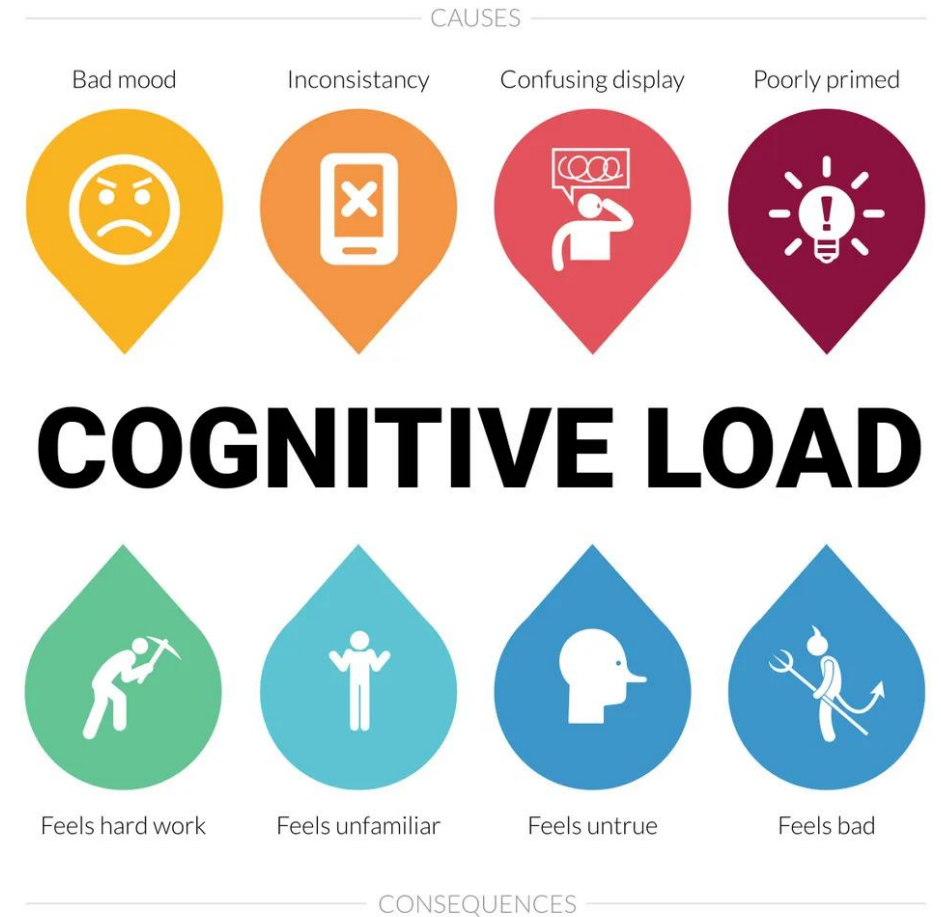 CAUSES
Bad mood
Inconsistancy
Confusing display
Poorly primed
COGNITIVE LOAD
Feels hard work
Feels unfamiliar
Feels untrue
Feels bad
CONSEQUENCES